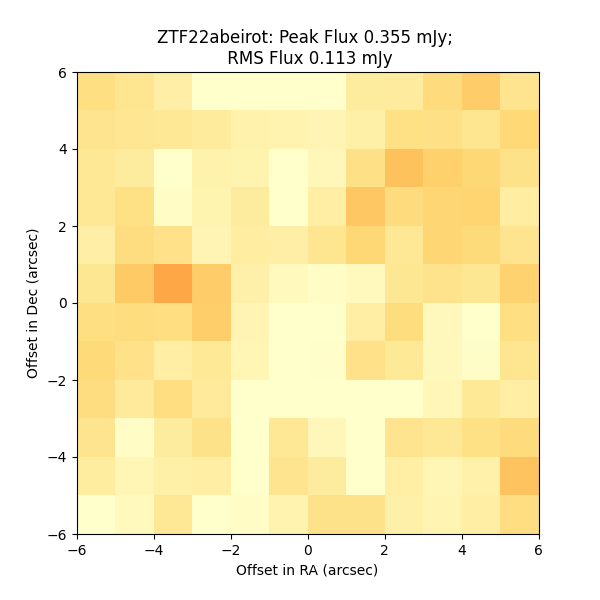 ZTF22abeirot: Peak Flux 0.355 mJy;
RMS Flux 0.113 mJy
6
4
2
0
−2
−4
−6
Offset in Dec (arcsec)
−6 −4 −2 0 2 4 6
Offset in RA (arcsec)